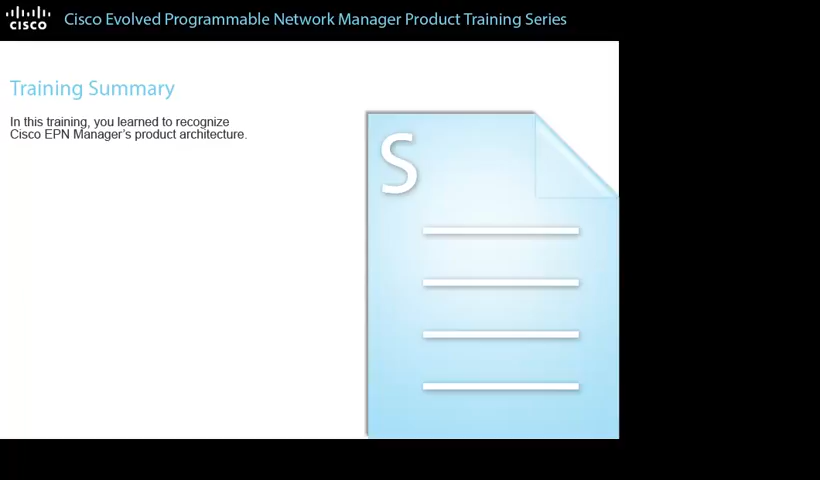 CISCO
Cisco Evolved Programmable Network Manager Product Training Series
Training Summary
In this training, you learned to recognize
Cisco EPN Manager's product architecture.
S